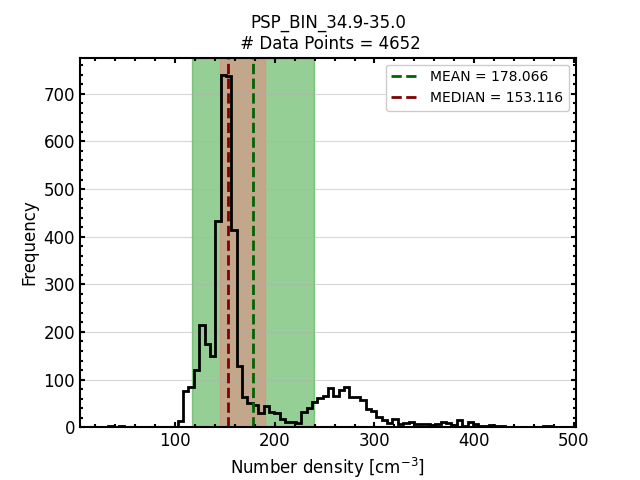 PSP_BIN_34.9-35.0
# Data Points = 4652
MEAN = 178.066
MEDIAN = 153.116
Frequency
700
600
500
400
300
200
100
0
100 200 300 400 500
Number density [cm⁻³]